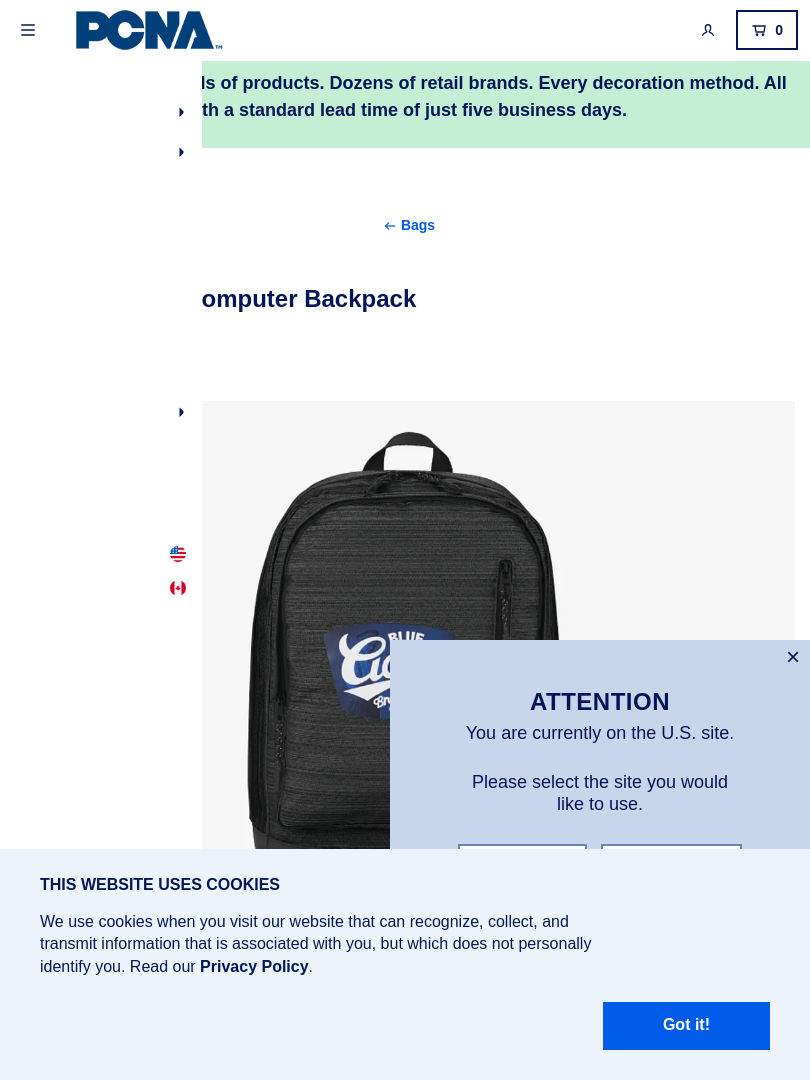 PCNA™
0
ls of products. Dozens of retail brands. Every decoration method. All
th a standard lead time of just five business days.
← Bags
omputer Backpack
BLUE
ATTENTION
You are currently on the U.S. site.
Please select the site you would
like to use.
THIS WEBSITE USES COOKIES
We use cookies when you visit our website that can recognize, collect, and
transmit information that is associated with you, but which does not personally
identify you. Read our Privacy Policy.
Got it!